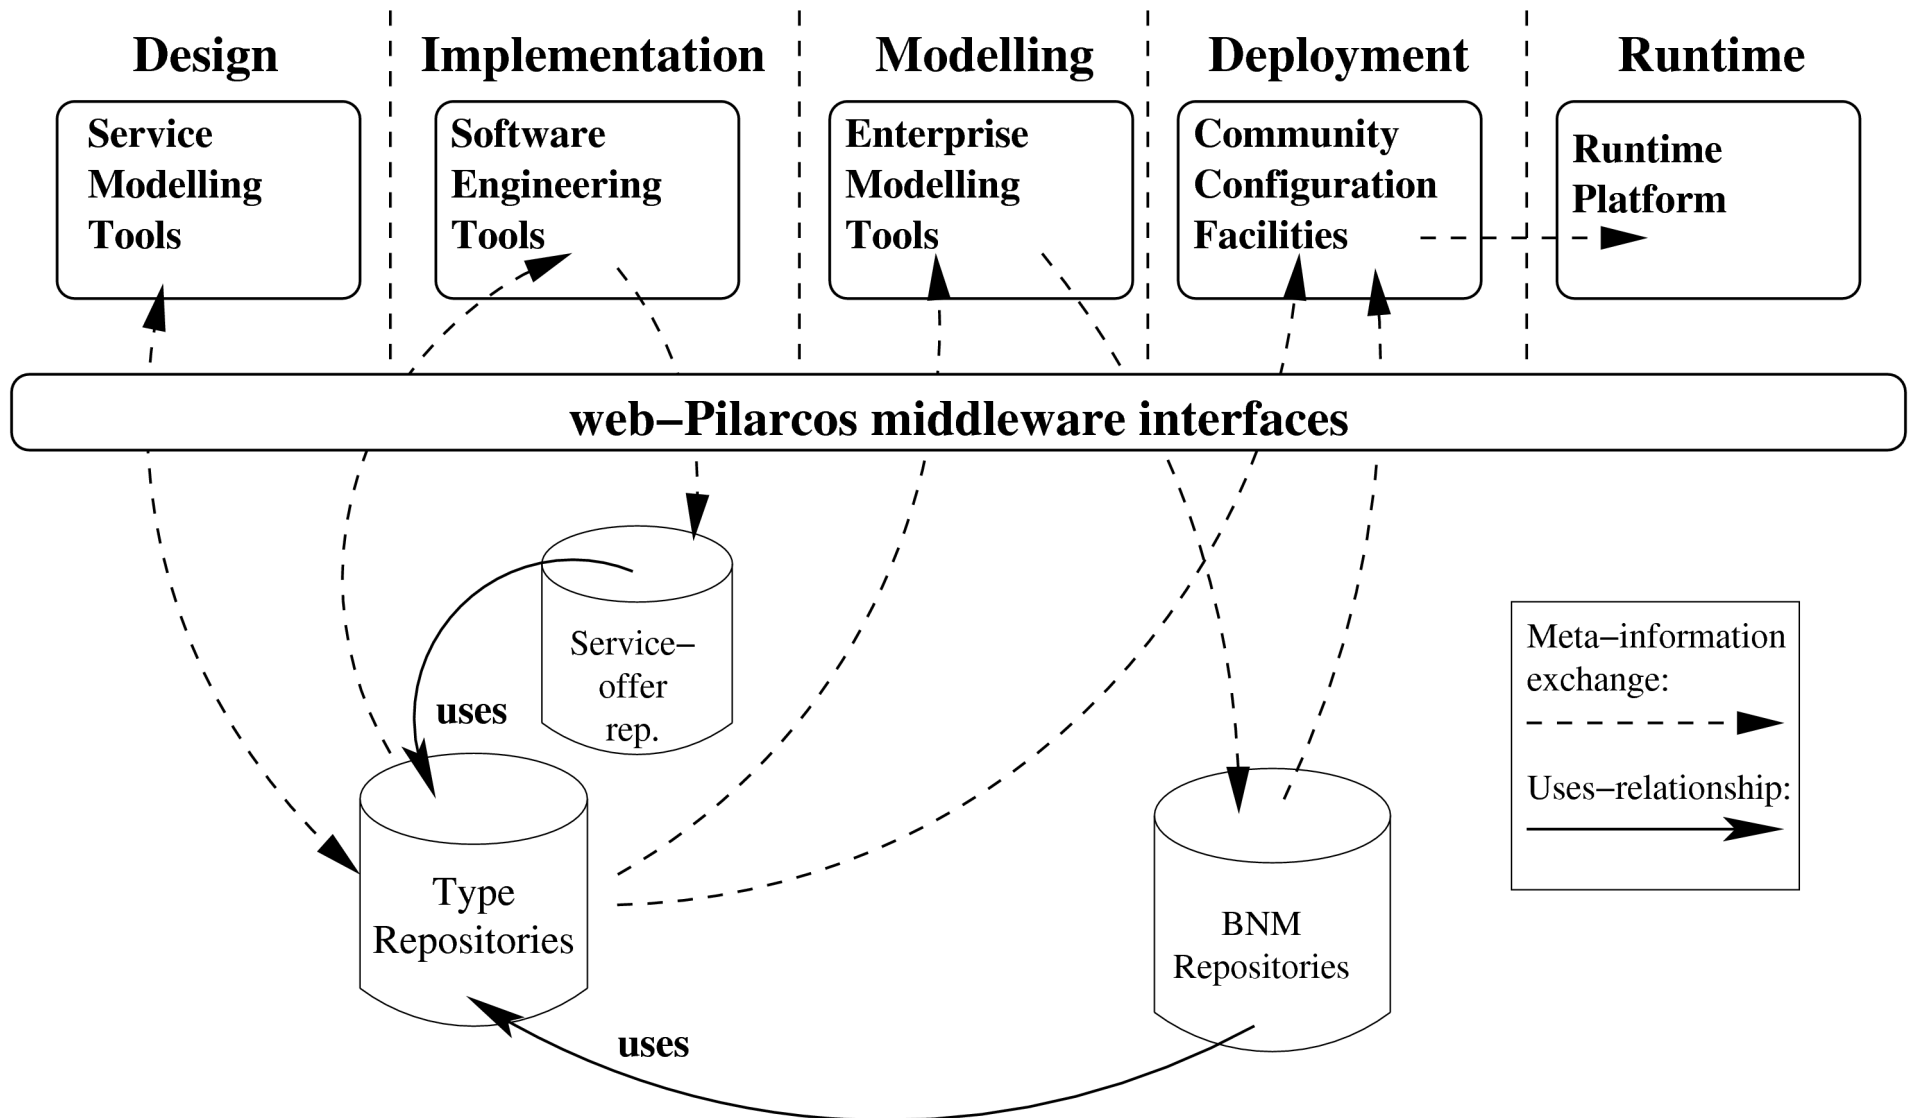 Design
Implementation
Modelling
Deployment
Runtime
Service
Modelling
Tools
Software
Engineering
Tools
Enterprise
Modelling
Tools
Community
Configuration
Facilities
Runtime
Platform
web−Pilarcos middleware interfaces
Service−
offer
rep.
uses
Type
Repositories
BNM
Repositories
uses
Meta−information
exchange:
Uses−relationship: